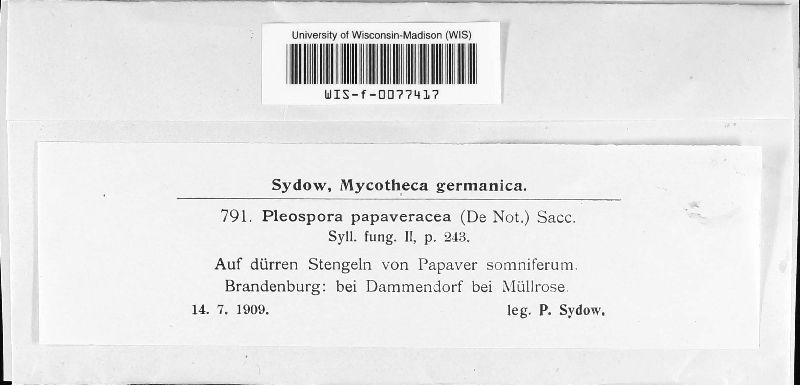 University of Wisconsin-Madison (WIS)
WIS-f-0077417
Sydow, Mycotheca germanica.
791. Pleospora papaveracea (De Not.) Sacc.
Syll. fung. II, p. 243.
Auf dürren Stengeln von Papaver somniferum.
Brandenburg: bei Dammendorf bei Müllrose.
14. 7. 1909. leg. P. Sydow.